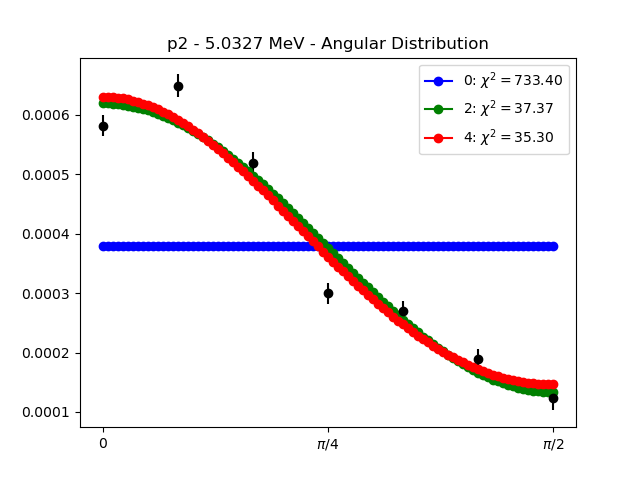 p2 - 5.0327 MeV - Angular Distribution
0: χ² = 733.40
2: χ² = 37.37
4: χ² = 35.30
0.0006
0.0005
0.0004
0.0003
0.0002
0.0001
0
π/4
π/2